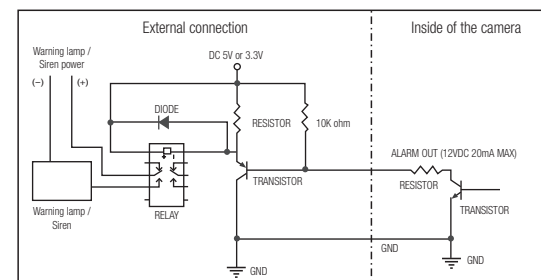 External connection
Inside of the camera
Warning lamp /
Siren power
(−)
(+)
DC 5V or 3.3V
DIODE
RESISTOR
10K ohm
ALARM OUT (12VDC 20mA MAX)
RESISTOR
TRANSISTOR
TRANSISTOR
Warning lamp /
Siren
RELAY
GND
GND
GND